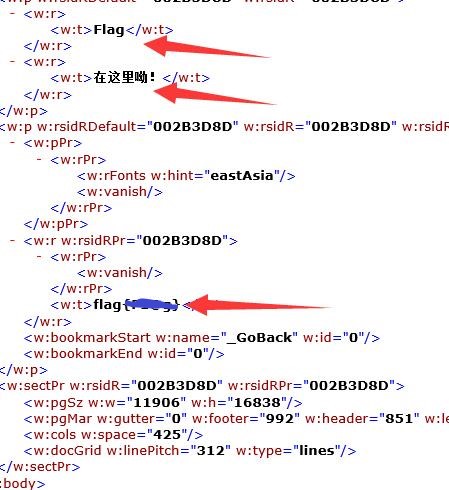 - <w:r>
<w:t>Flag</w:t>
</w:r>
- <w:r>
<w:t>在这里呦！</w:t>
</w:r>
</w:p>
<w:p w:rsidRDefault="002B3D8D" w:rsidR="002B3D8D" w:rsidR
- <w:pPr>
- <w:rPr>
<w:rFonts w:hint="eastAsia"/>
<w:vanish/>
</w:rPr>
</w:pPr>
- <w:r w:rsidRPr="002B3D8D">
- <w:rPr>
<w:vanish/>
</w:rPr>
<w:t>flag
</w:r>
<w:bookmarkStart w:name="_GoBack" w:id="0"/>
<w:bookmarkEnd w:id="0"/>
</w:p>
<w:sectPr w:rsidR="002B3D8D" w:rsidRPr="002B3D8D">
<w:pgSz w:w="11906" w:h="16838"/>
<w:pgMar w:gutter="0" w:footer="992" w:header="851" w:le
<w:cols w:space="425"/>
<w:docGrid w:linePitch="312" w:type="lines"/>
</w:sectPr>
:body>